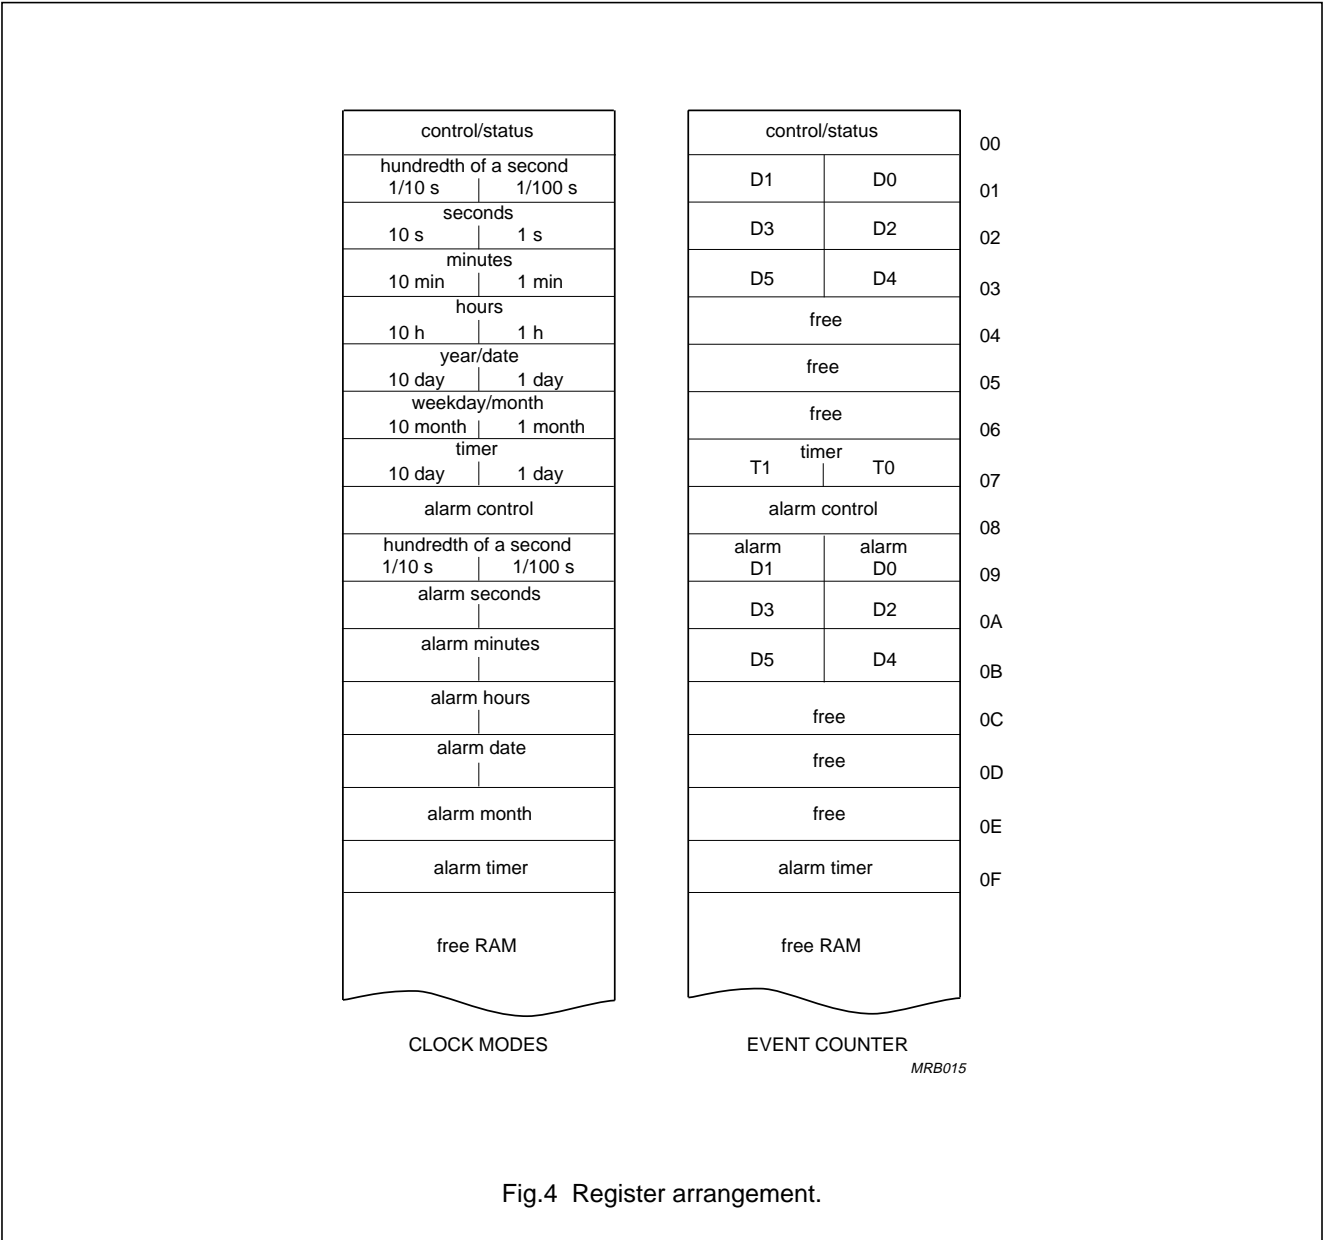 control/status
hundredth of a second
1/10 s 1/100 s
seconds
10 s 1 s
minutes
10 min 1 min
hours
10 h 1 h
year/date
10 day 1 day
weekday/month
10 month 1 month
timer
10 day 1 day
alarm control
hundredth of a second
1/10 s 1/100 s
alarm seconds
alarm minutes
alarm hours
alarm date
alarm month
alarm timer
free RAM
CLOCK MODES
control/status 00
D1 D0 01
D3 D2 02
D5 D4 03
free 04
free 05
free 06
timer
T1 T0 07
alarm control 08
alarm alarm
D1 D0 09
D3 D2 0A
D5 D4 0B
free 0C
free 0D
free 0E
alarm timer 0F
free RAM
EVENT COUNTER
MRB015
Fig.4 Register arrangement.